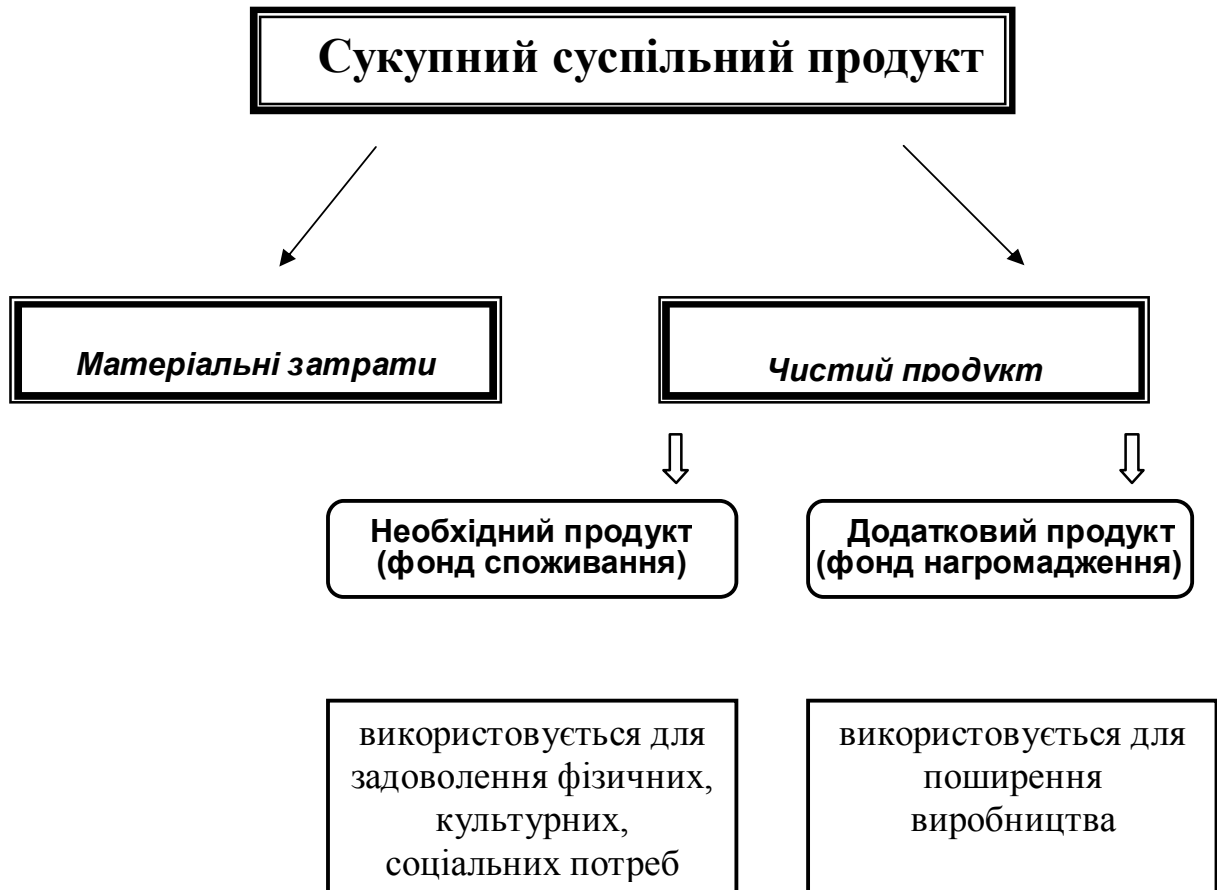 Сукупний суспільний продукт
Матеріальні затрати
Чистий продукт
Необхідний продукт
(фонд споживання)
Додатковий продукт
(фонд нагромадження)
використовується для
задоволення фізичних,
культурних,
соціальних потреб
використовується для
поширення
виробництва